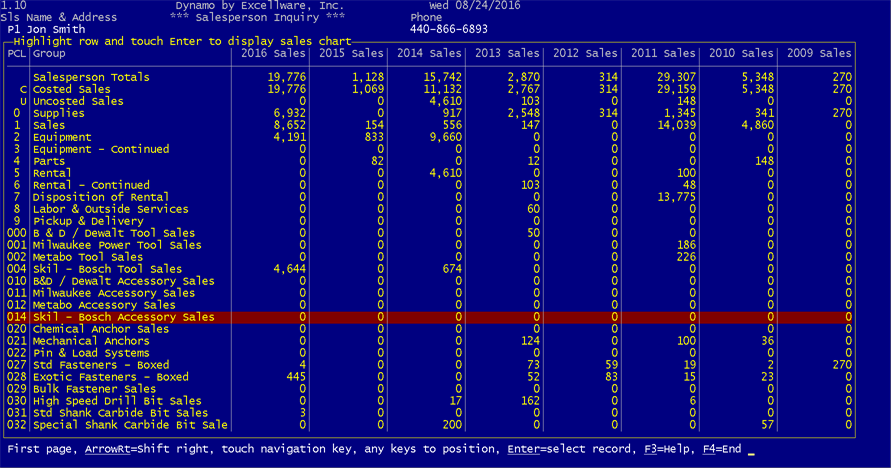 1.10 Dynamo by Excellware, Inc. Wed 08/24/2016
Sls Name & Address *** Salesperson Inquiry *** Phone
P1 Jon Smith 440-866-6893
Highlight row and touch Enter to display sales chart
PCL Group 2016 Sales 2015 Sales 2014 Sales 2013 Sales 2012 Sales 2011 Sales 2010 Sales 2009 Sales
Salesperson Totals 19,776 1,128 15,742 2,870 314 29,307 5,348 270
C Costed Sales 19,776 1,069 11,132 2,767 314 29,159 5,348 270
U Uncosted Sales 0 0 4,610 103 0 148 0 0
0 Supplies 6,932 0 917 2,548 314 1,345 341 270
1 Sales 8,652 154 556 147 0 14,039 4,860 0
2 Equipment 4,191 833 9,660 0 0 0 0 0
3 Equipment - Continued 0 0 0 0 0 0 0 0
4 Parts 0 82 0 12 0 0 148 0
5 Rental 0 0 4,610 0 0 100 0 0
6 Rental - Continued 0 0 0 103 0 48 0 0
7 Disposition of Rental 0 0 0 0 0 13,775 0 0
8 Labor & Outside Services 0 0 0 60 0 0 0 0
9 Pickup & Delivery 0 0 0 0 0 0 0 0
000 B & D / Dewalt Tool Sales 0 0 0 50 0 0 0 0
001 Milwaukee Power Tool Sales 0 0 0 0 0 186 0 0
002 Metabo Tool Sales 0 0 0 0 0 226 0 0
004 Skil - Bosch Tool Sales 4,644 0 674 0 0 0 0 0
010 B&D / Dewalt Accessory Sales 0 0 0 0 0 0 0 0
011 Milwaukee Accessory Sales 0 0 0 0 0 0 0 0
012 Metabo Accessory Sales 0 0 0 0 0 0 0 0
014 Skil - Bosch Accessory Sales 0 0 0 0 0 0 0 0
020 Chemical Anchor Sales 0 0 0 0 0 0 0 0
021 Mechanical Anchors 0 0 0 124 0 100 36 0
022 Pin & Load Systems 0 0 0 0 0 0 0 0
027 Std Fasteners - Boxed 4 0 0 73 59 19 2 270
028 Exotic Fasteners - Boxed 445 0 0 52 83 15 23 0
029 Bulk Fastener Sales 0 0 0 0 0 0 0 0
030 High Speed Drill Bit Sales 0 0 17 162 0 6 0 0
031 Std Shank Carbide Bit Sales 3 0 0 0 0 0 0 0
032 Special Shank Carbide Bit Sale 0 0 200 0 0 0 57 0
First page, ArrowRt=Shift right, touch navigation key, any keys to position, Enter=select record, F3=Help, F4=End _